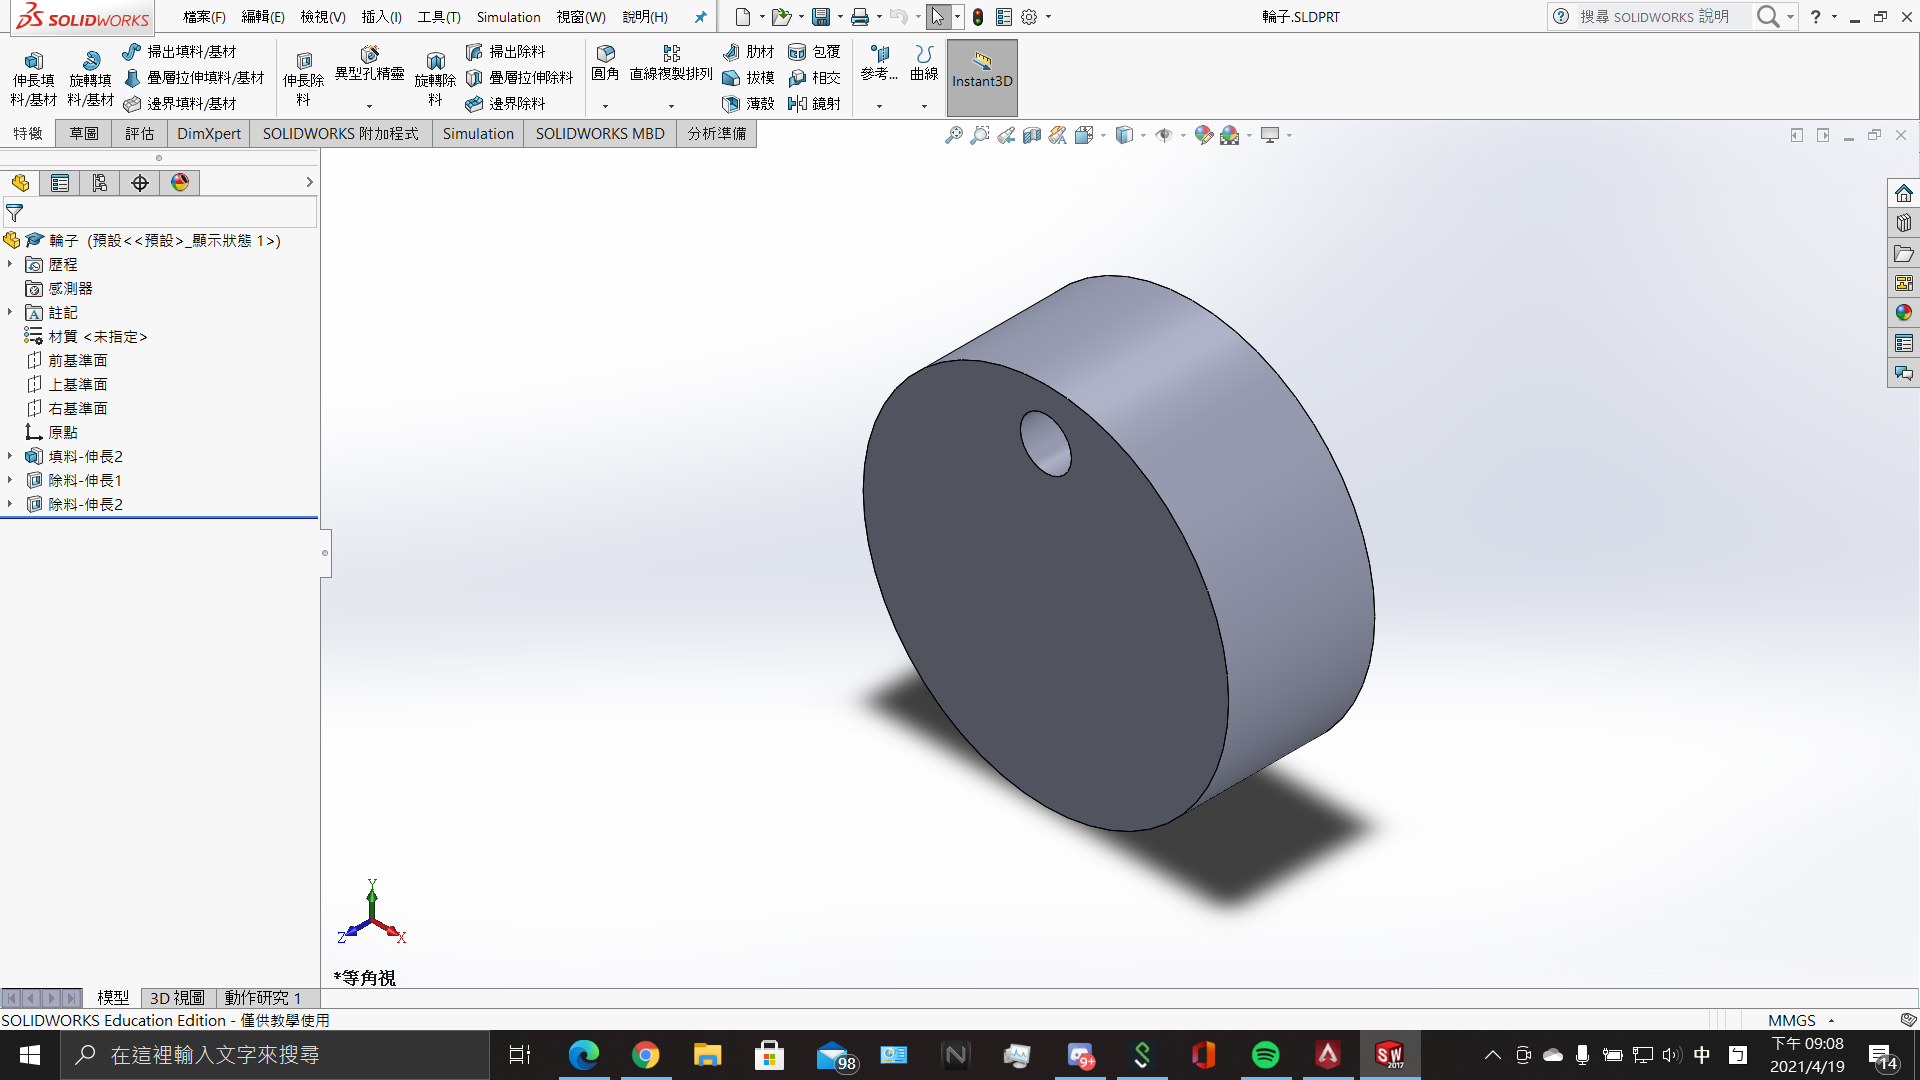 SOLIDWORKS 檔案(F) 編輯(E) 檢視(V) 插入(I) 工具(T) Simulation 視窗(W) 說明(H) 輪子.SLDPRT 搜尋 SOLIDWORKS 說明
伸長填料/基材
旋轉填料/基材
掃出填料/基材
疊層拉伸填料/基材
邊界填料/基材
伸長除料
異型孔精靈
旋轉除料
掃出除料
疊層拉伸除料
邊界除料
圓角
直線複製排列
肋材
拔模
薄殼
包覆
相交
鏡射
參考...
曲線
Instant3D
特徵 草圖 評估 DimXpert SOLIDWORKS 附加程式 Simulation SOLIDWORKS MBD 分析準備
輪子 (預設<<預設>_顯示狀態 1>)
歷程
感測器
註記
材質 <未指定>
前基準面
上基準面
右基準面
原點
填料-伸長2
除料-伸長1
除料-伸長2
Y
Z
X
*等角視
模型 3D 視圖 動作研究 1
SOLIDWORKS Education Edition - 僅供教學使用 MMGS
在這裡輸入文字來搜尋
98
9+
SW
2017
中
下午 09:08
2021/4/19
14